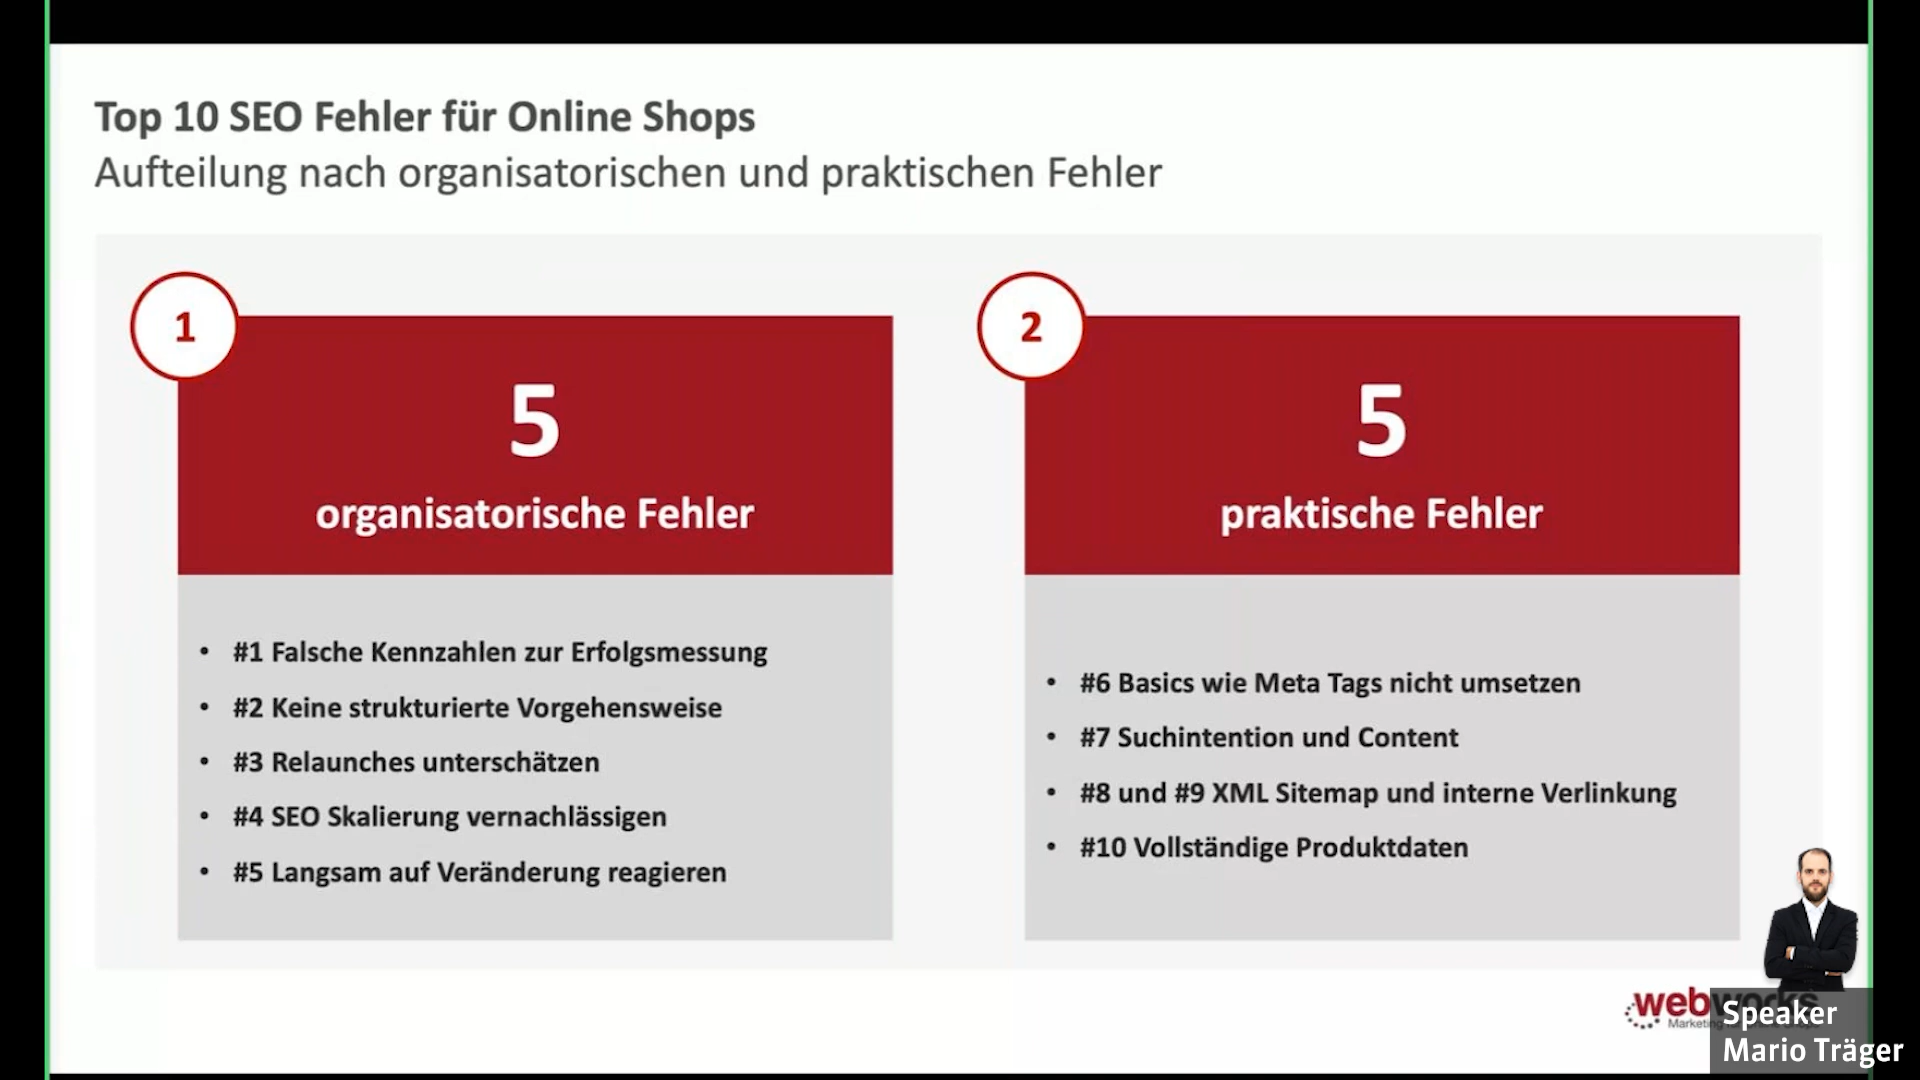 Top 10 SEO Fehler für Online Shops
Aufteilung nach organisatorischen und praktischen Fehler
1
5
organisatorische Fehler
• #1 Falsche Kennzahlen zur Erfolgsmessung
• #2 Keine strukturierte Vorgehensweise
• #3 Relaunches unterschätzen
• #4 SEO Skalierung vernachlässigen
• #5 Langsam auf Veränderung reagieren
2
5
praktische Fehler
• #6 Basics wie Meta Tags nicht umsetzen
• #7 Suchintention und Content
• #8 und #9 XML Sitemap und interne Verlinkung
• #10 Vollständige Produktdaten
webworks
Marketing
Speaker
Mario Träger